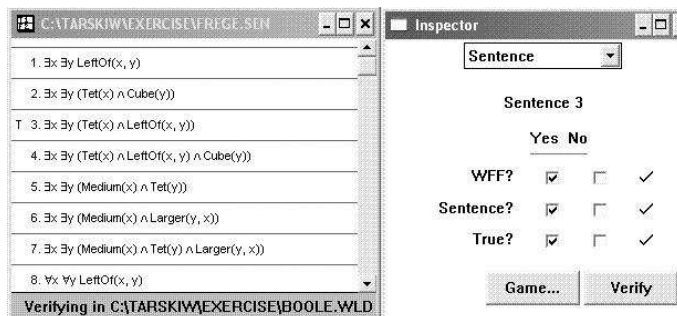 C:\TARSKIW\EXERCISE\FREGE.SEN
1. ∃x ∃y LeftOf(x, y)
2. ∃x ∃y (Tet(x) ∧ Cube(y))
T 3. ∃x ∃y (Tet(x) ∧ LeftOf(x, y))
4. ∃x ∃y (Tet(x) ∧ LeftOf(x, y) ∧ Cube(y))
5. ∃x ∃y (Medium(x) ∧ Tet(y))
6. ∃x ∃y (Medium(x) ∧ Larger(y, x))
7. ∃x ∃y (Medium(x) ∧ Tet(y) ∧ Larger(y, x))
8. ∀x ∀y LeftOf(x, y)
Verifying in C:\TARSKIW\EXERCISE\BOOLE.WLD
Inspector
Sentence
Sentence 3
Yes No
WFF?
Sentence?
True?
Game... Verify